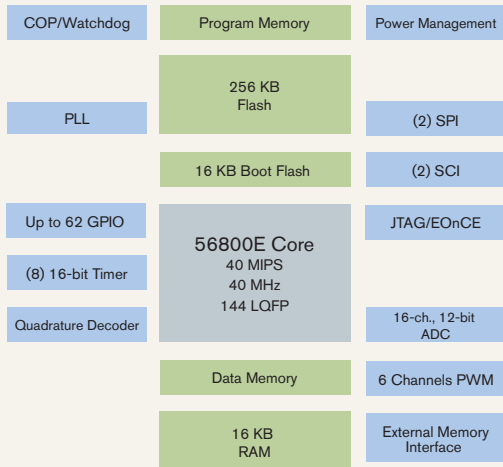 COP/Watchdog
Program Memory
Power Management
256 KB
Flash
PLL
(2) SPI
16 KB Boot Flash
(2) SCI
Up to 62 GPIO
56800E Core
40 MIPS
40 MHz
144 LQFP
JTAG/EOnCE
(8) 16-bit Timer
Quadrature Decoder
16-ch., 12-bit
ADC
Data Memory
6 Channels PWM
16 KB
RAM
External Memory
Interface